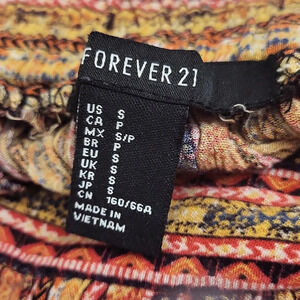 FOREVER 21
US S
CA P
MX S/P
BR P
EU S
UK S
KR S
JP S
CN 160/66A
MADE IN
VIETNAM